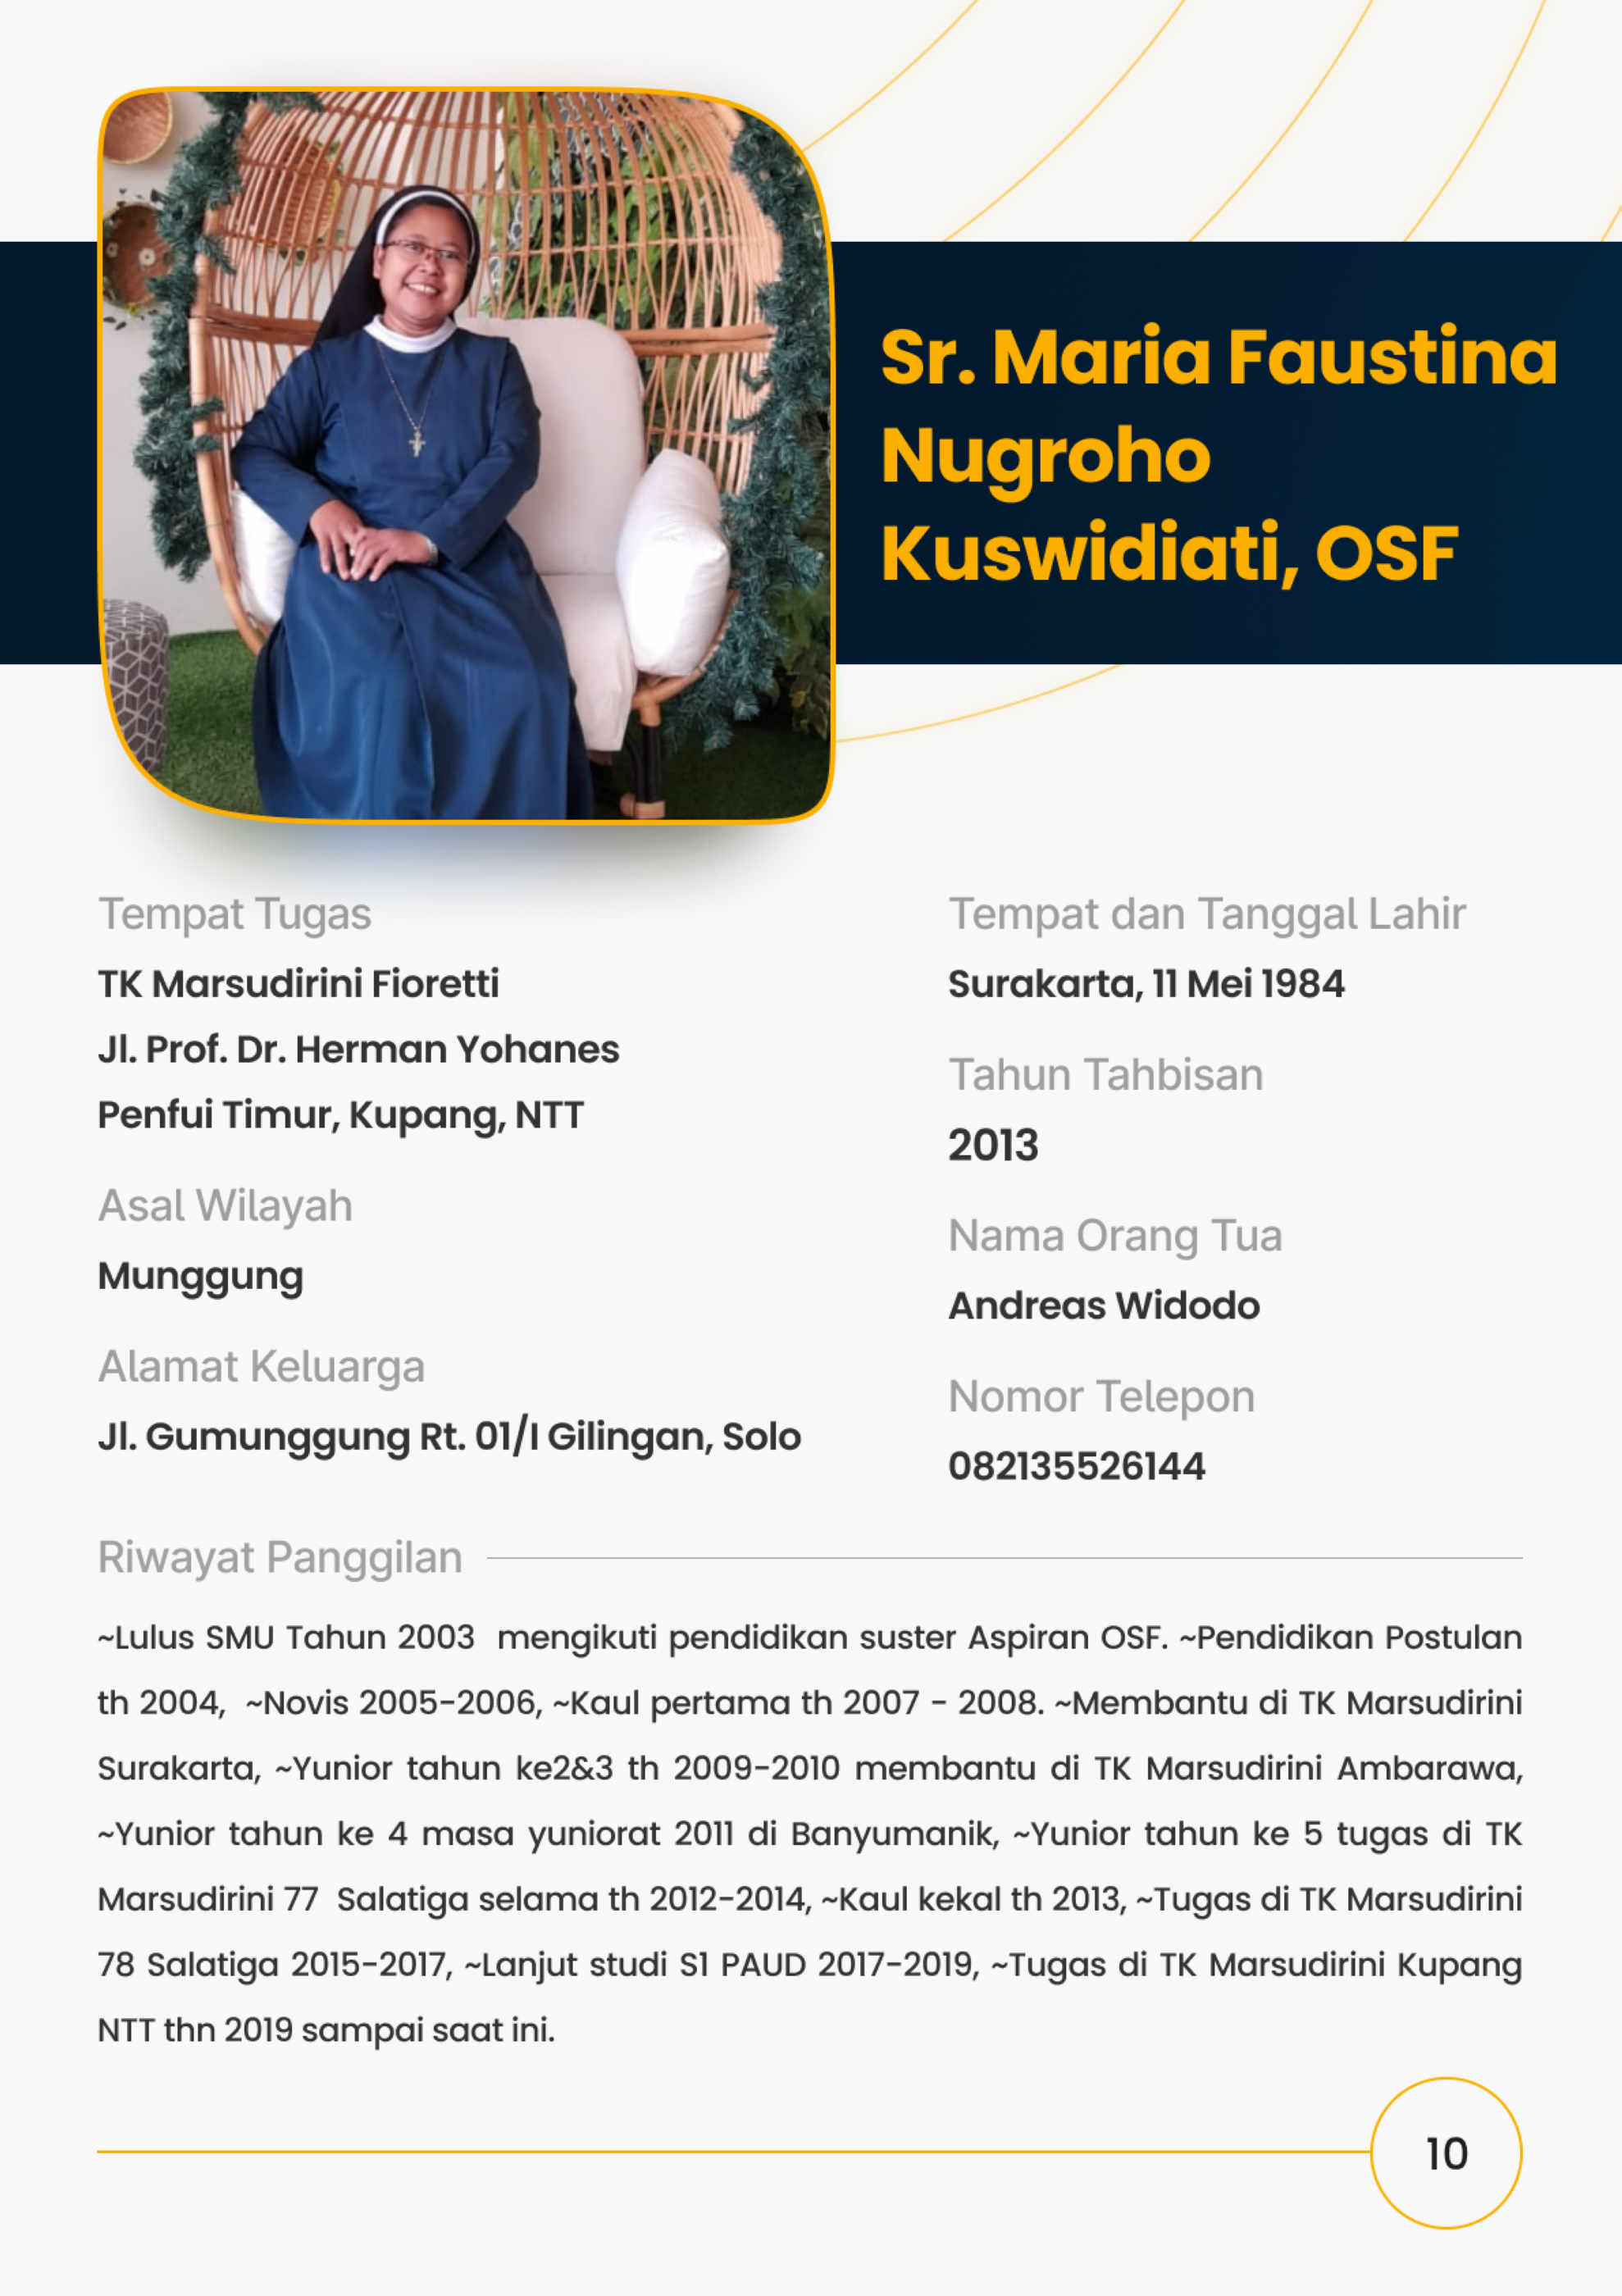 Sr. Maria Faustina
Nugroho
Kuswidiati, OSF
Tempat Tugas
TK Marsudirini Fioretti
Jl. Prof. Dr. Herman Yohanes
Penfui Timur, Kupang, NTT
Asal Wilayah
Munggung
Alamat Keluarga
Jl. Gumunggung Rt. 01/I Gilingan, Solo
Tempat dan Tanggal Lahir
Surakarta, 11 Mei 1984
Tahun Tahbisan
2013
Nama Orang Tua
Andreas Widodo
Nomor Telepon
082135526144
Riwayat Panggilan
~Lulus SMU Tahun 2003  mengikuti pendidikan suster Aspiran OSF. ~Pendidikan Postulan
th 2004,  ~Novis 2005-2006, ~Kaul pertama th 2007 - 2008. ~Membantu di TK Marsudirini
Surakarta, ~Yunior tahun ke2&3 th 2009-2010 membantu di TK Marsudirini Ambarawa,
~Yunior tahun ke 4 masa yuniorat 2011 di Banyumanik, ~Yunior tahun ke 5 tugas di TK
Marsudirini 77  Salatiga selama th 2012-2014, ~Kaul kekal th 2013, ~Tugas di TK Marsudirini
78 Salatiga 2015-2017, ~Lanjut studi S1 PAUD 2017-2019, ~Tugas di TK Marsudirini Kupang
NTT thn 2019 sampai saat ini.
10